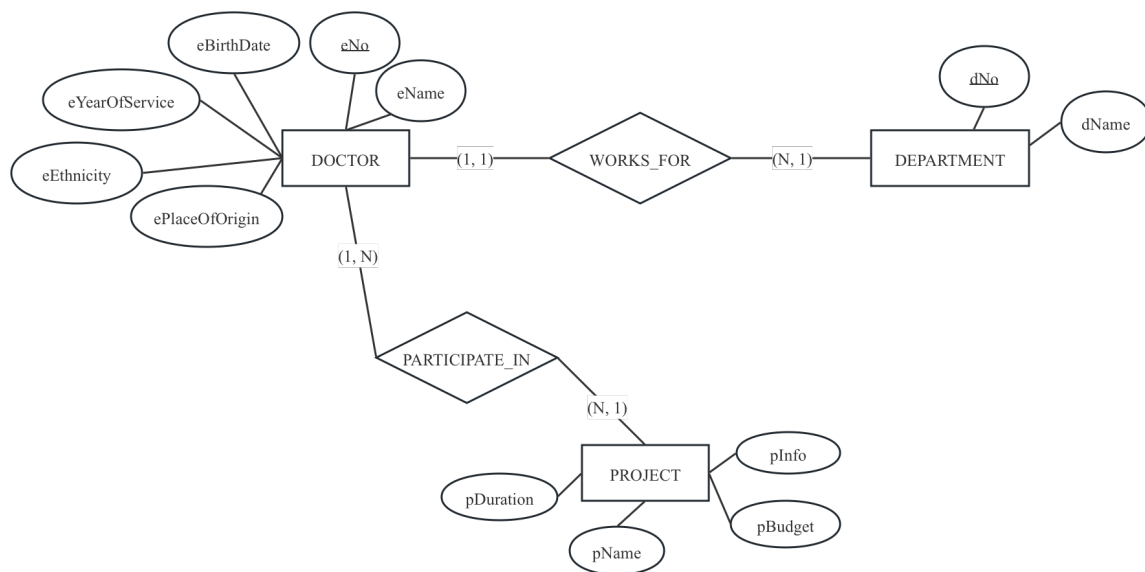 eBirthDate
eNo
eName
eYearOfService
eEthnicity
ePlaceOfOrigin
DOCTOR
(1, 1)
WORKS_FOR
(N, 1)
DEPARTMENT
dNo
dName
(1, N)
PARTICIPATE_IN
(N, 1)
PROJECT
pInfo
pDuration
pBudget
pName